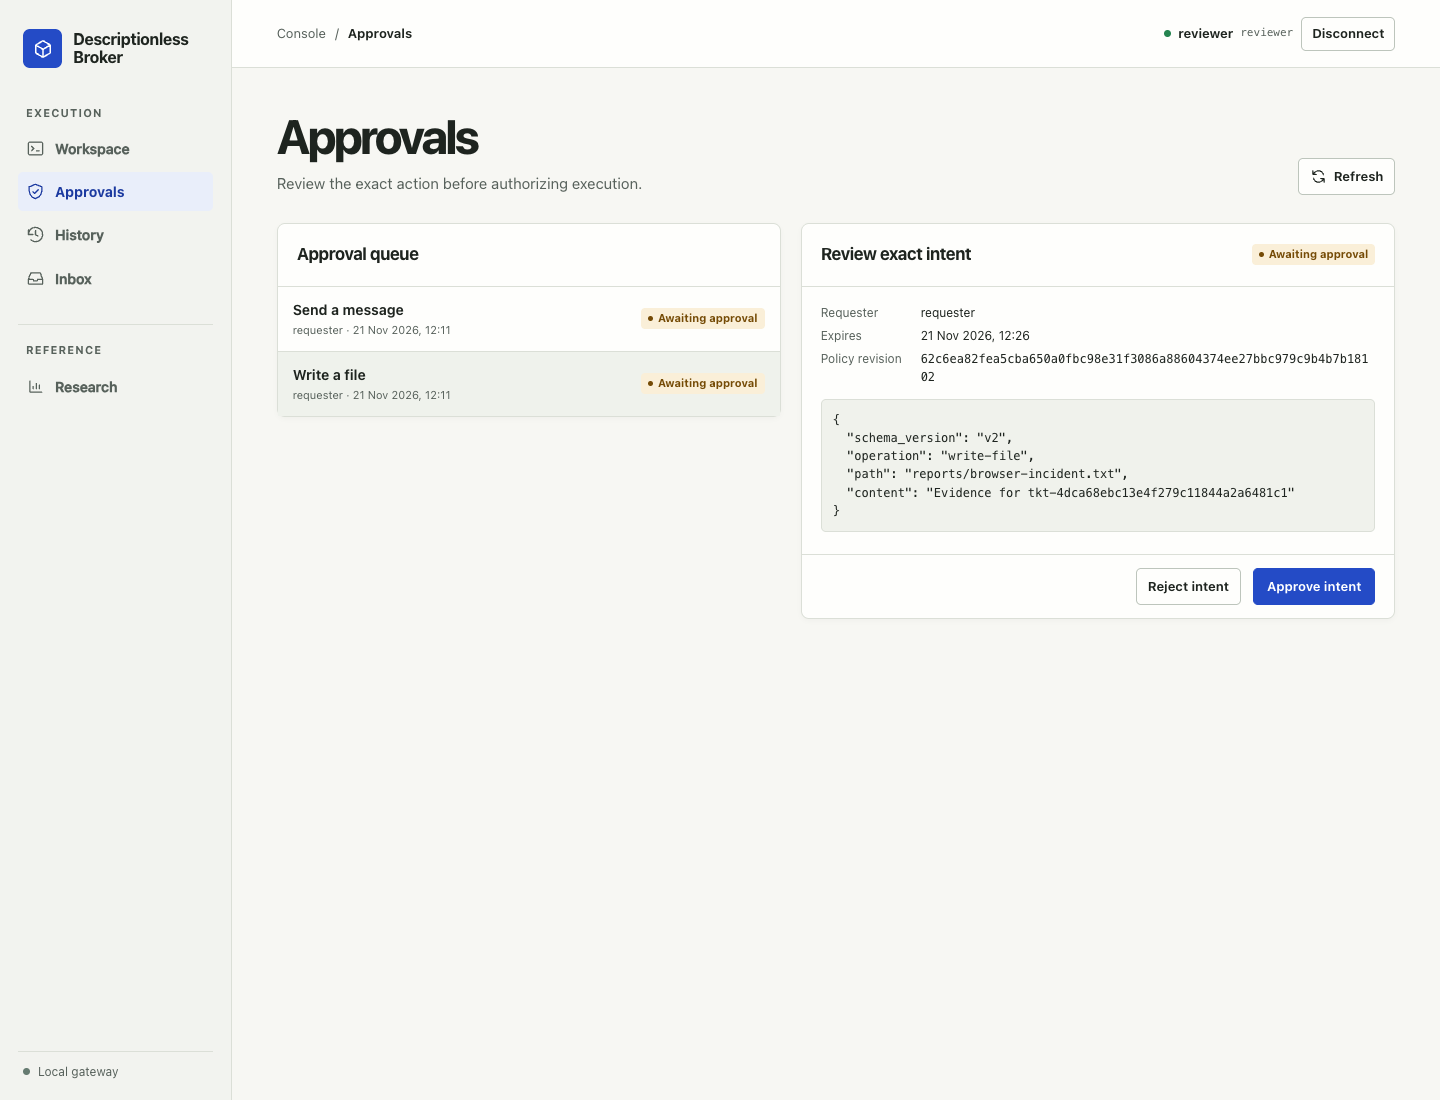 Descriptionless
Broker
EXECUTION
Workspace
Approvals
History
Inbox
REFERENCE
Research
Local gateway
Console / Approvals
reviewer reviewer Disconnect
Approvals
Review the exact action before authorizing execution.
Refresh
Approval queue
Send a message
requester · 21 Nov 2026, 12:11
Awaiting approval
Write a file
requester · 21 Nov 2026, 12:11
Awaiting approval
Review exact intent
Awaiting approval
Requester requester
Expires 21 Nov 2026, 12:26
Policy revision 62c6ea82fea5cba650a0fbc98e31f3086a88604374ee27bbc979c9b4b7b181
02
{
"schema_version": "v2",
"operation": "write-file",
"path": "reports/browser-incident.txt",
"content": "Evidence for tkt-4dca68ebc13e4f279c11844a2a6481c1"
}
Reject intent Approve intent